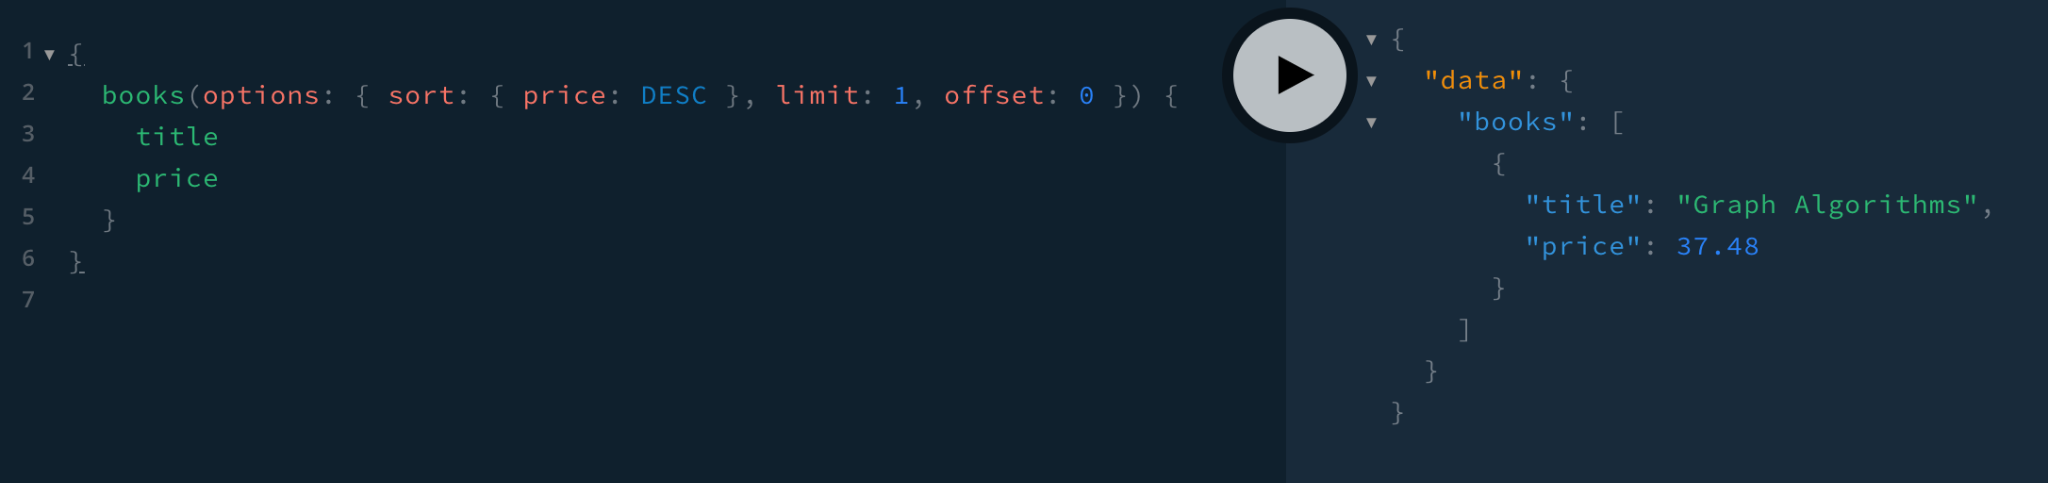 1 {
2 books(options: { sort: { price: DESC }, limit: 1, offset: 0 }) {
3 title
4 price
5 }
6 }
7
{
"data": {
"books": [
{
"title": "Graph Algorithms",
"price": 37.48
}
]
}
}